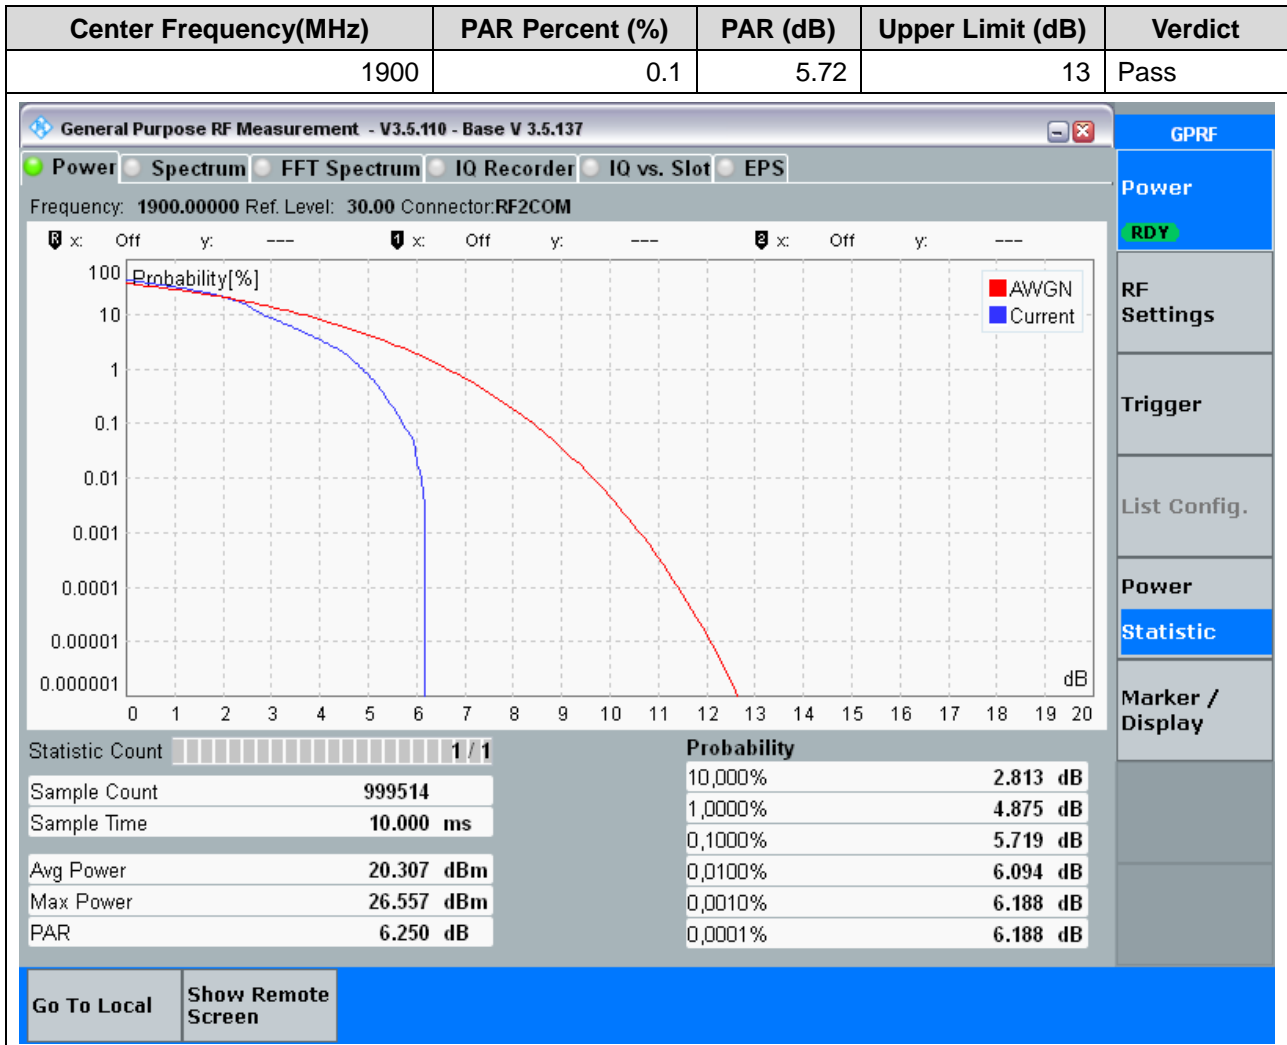 Center Frequency(MHz) PAR Percent (%) PAR (dB) Upper Limit (dB) Verdict
1900 0.1 5.72 13 Pass
General Purpose RF Measurement - V3.5.110 - Base V 3.5.137
GPRF
Power Spectrum FFT Spectrum IQ Recorder IQ vs. Slot EPS
Power
RDY
Frequency: 1900.00000 Ref. Level: 30.00 Connector:RF2COM
R x: Off y: --- 1 x: Off y: --- 2 x: Off y: ---
Probability[%]
100
10
1
0.1
0.01
0.001
0.0001
0.00001
0.000001
AWGN
Current
dB
0 1 2 3 4 5 6 7 8 9 10 11 12 13 14 15 16 17 18 19 20
RF
Settings
Trigger
List Config.
Power
Statistic
Marker /
Display
Statistic Count 1 / 1
Sample Count 999514
Sample Time 10.000 ms
Avg Power 20.307 dBm
Max Power 26.557 dBm
PAR 6.250 dB
Probability
10,000% 2.813 dB
1,0000% 4.875 dB
0,1000% 5.719 dB
0,0100% 6.094 dB
0,0010% 6.188 dB
0,0001% 6.188 dB
Go To Local
Show Remote
Screen